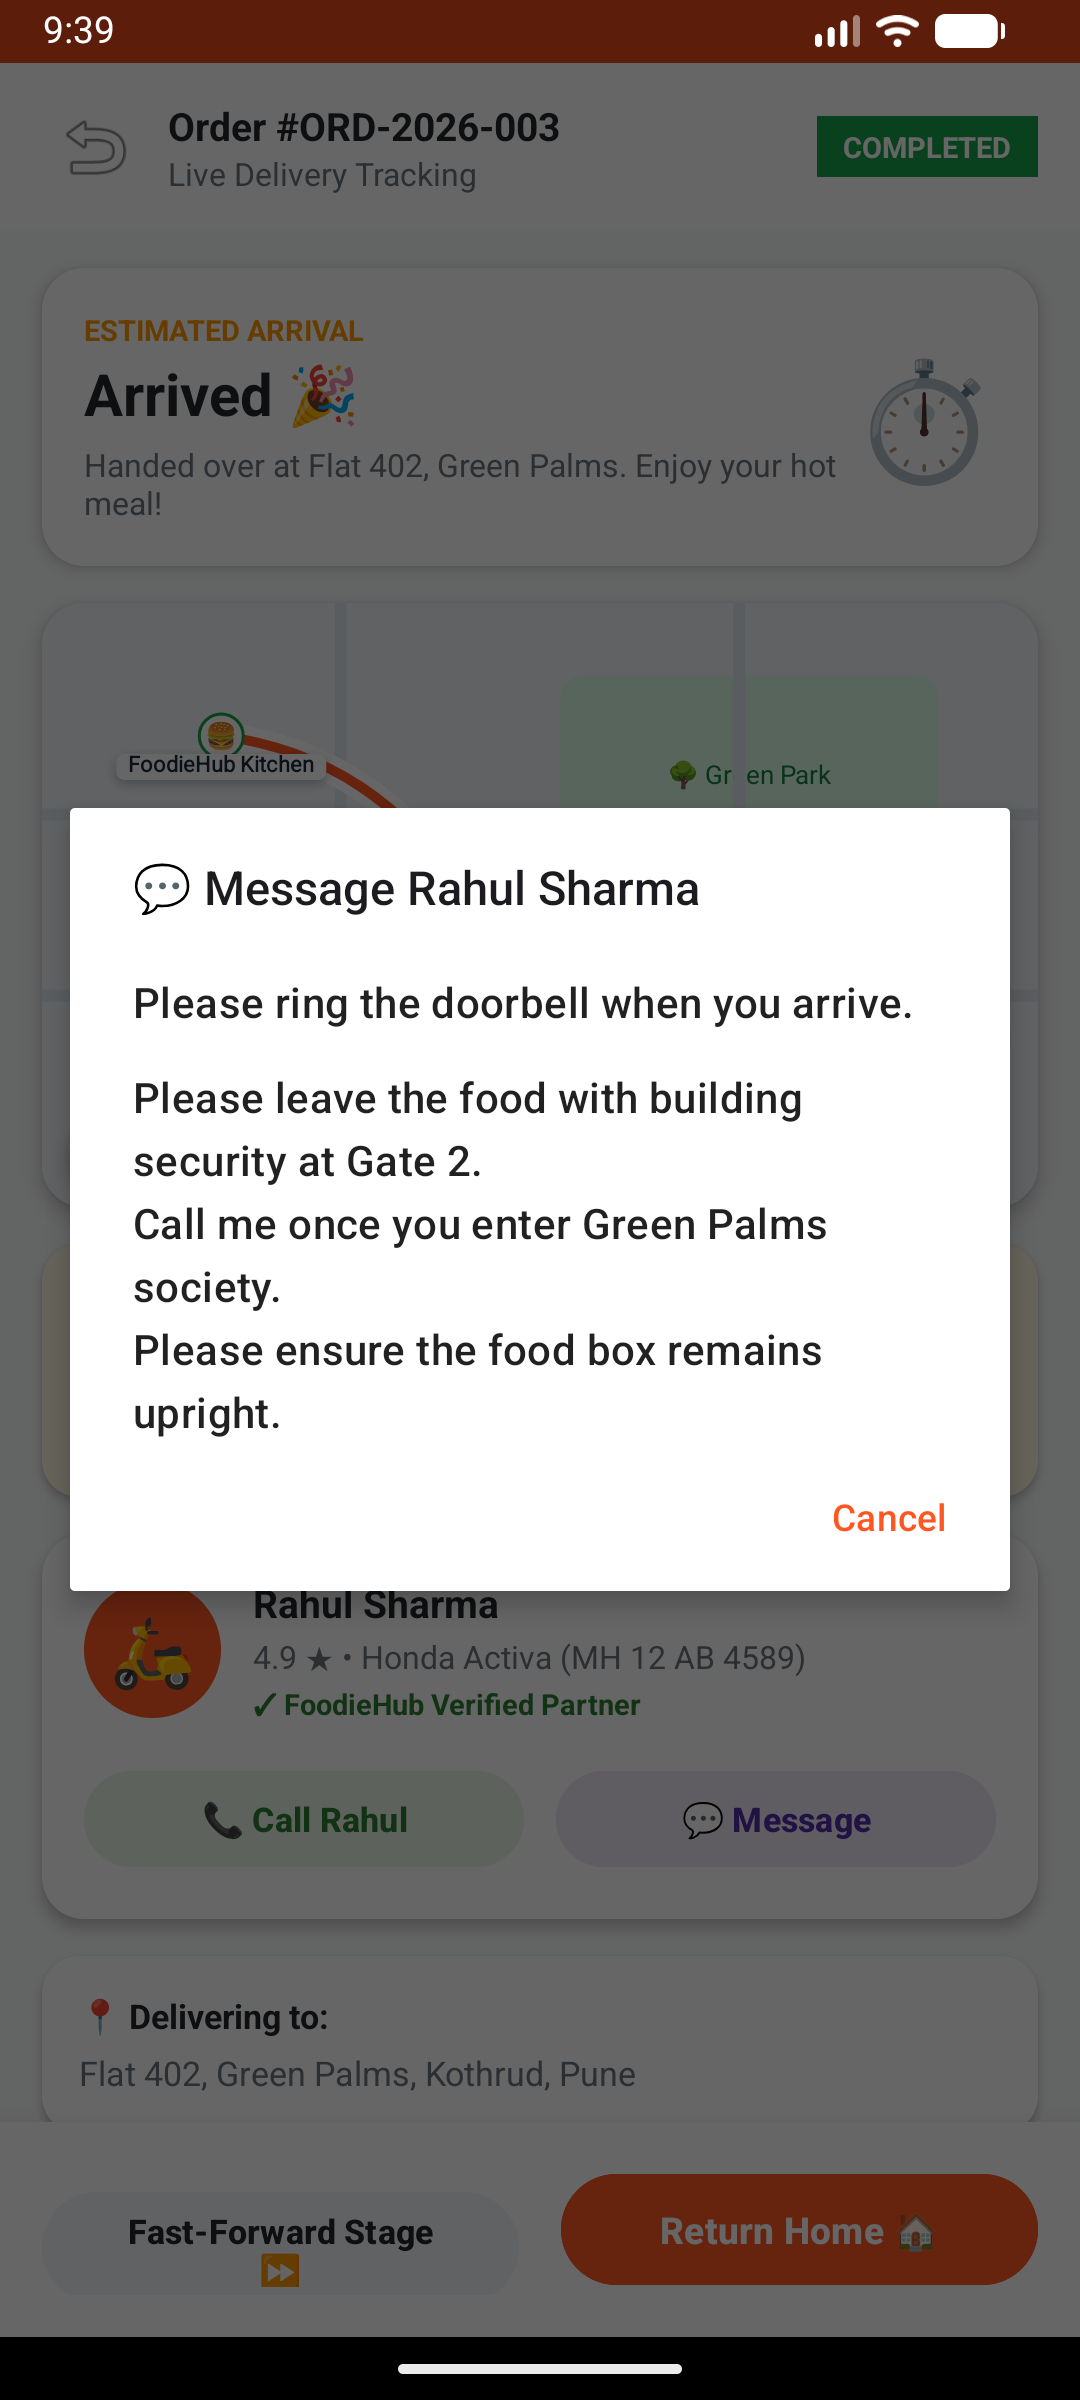 9:39
Order #ORD-2026-003
Live Delivery Tracking
COMPLETED
ESTIMATED ARRIVAL
Arrived 🎉
Handed over at Flat 402, Green Palms. Enjoy your hot
meal!
FoodieHub Kitchen
🌳 Green Park
💬 Message Rahul Sharma
Please ring the doorbell when you arrive.
Please leave the food with building
security at Gate 2.
Call me once you enter Green Palms
society.
Please ensure the food box remains
upright.
Cancel
Rahul Sharma
4.9 ★ • Honda Activa (MH 12 AB 4589)
✓ FoodieHub Verified Partner
📞 Call Rahul
💬 Message
📍 Delivering to:
Flat 402, Green Palms, Kothrud, Pune
Fast-Forward Stage
⏩
Return Home 🏠